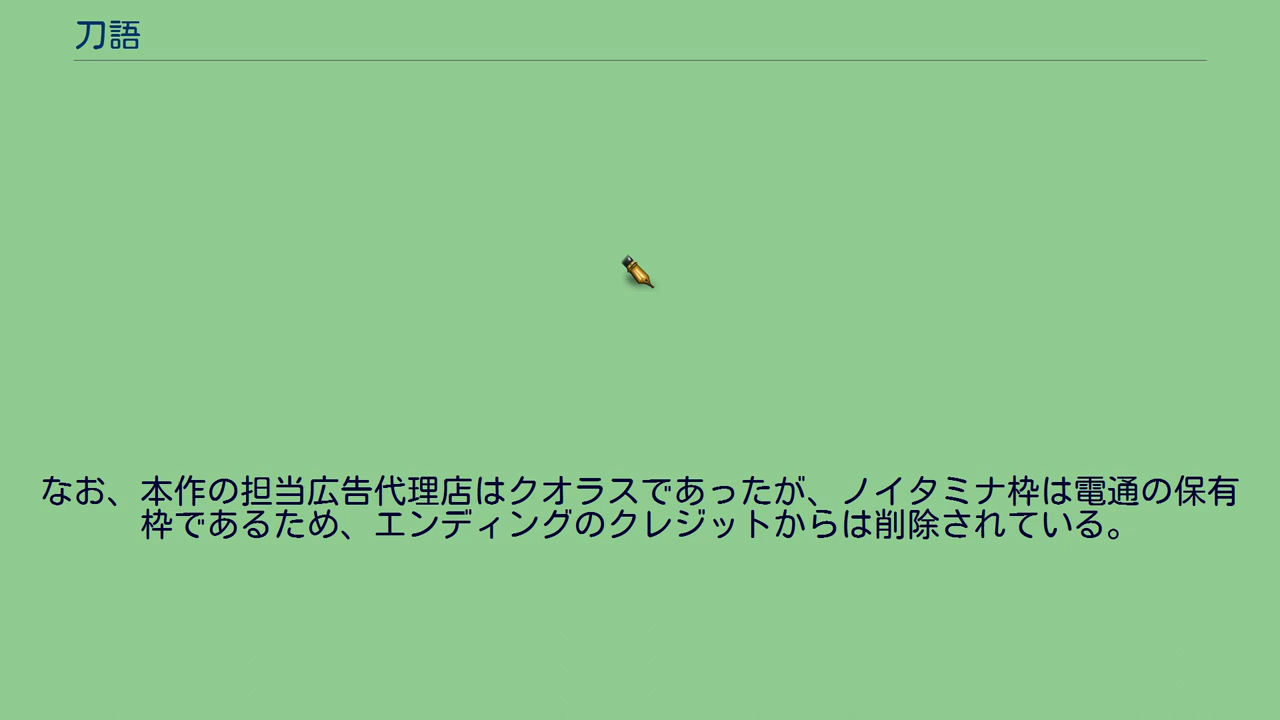 刀語
なお、本作の担当広告代理店はクオラスであったが、ノイタミナ枠は電通の保有
枠であるため、エンディングのクレジットからは削除されている。